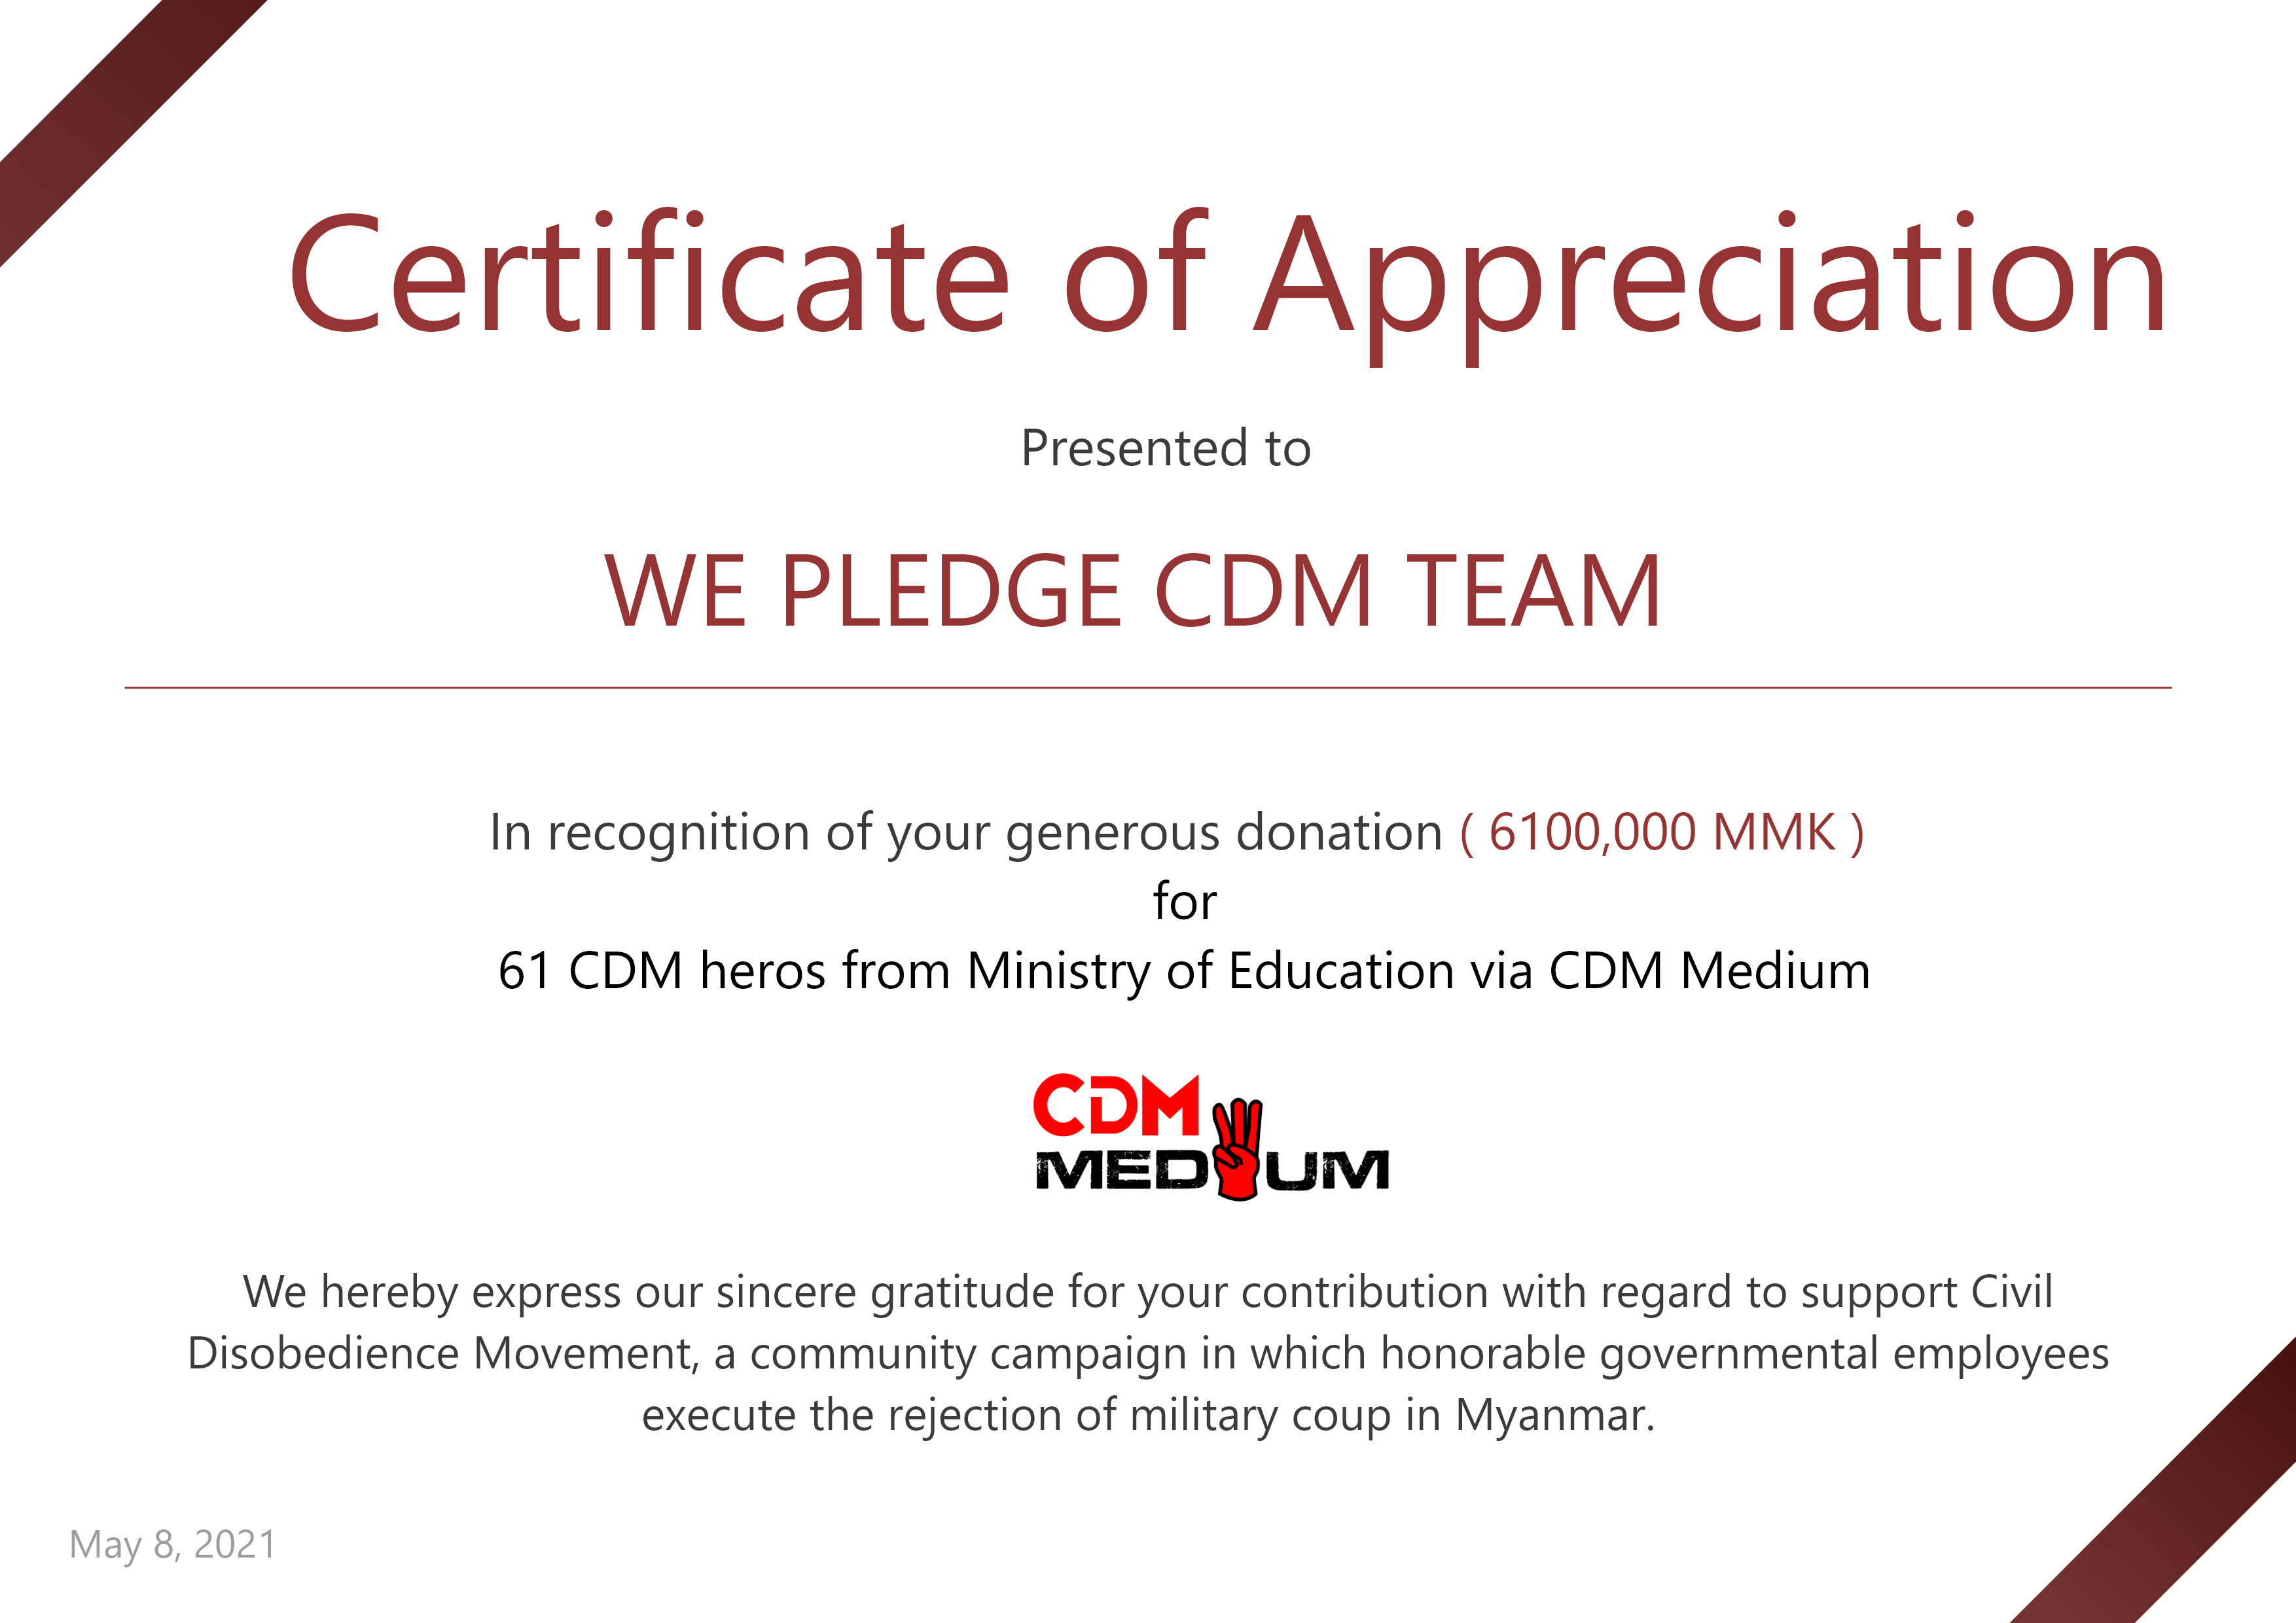 Certificate of Appreciation
Presented to
WE PLEDGE CDM TEAM
In recognition of your generous donation ( 6100,000 MMK )
for
61 CDM heros from Ministry of Education via CDM Medium
CDM
MEDIUM
We hereby express our sincere gratitude for your contribution with regard to support Civil
Disobedience Movement, a community campaign in which honorable governmental employees
execute the rejection of military coup in Myanmar.
May 8, 2021